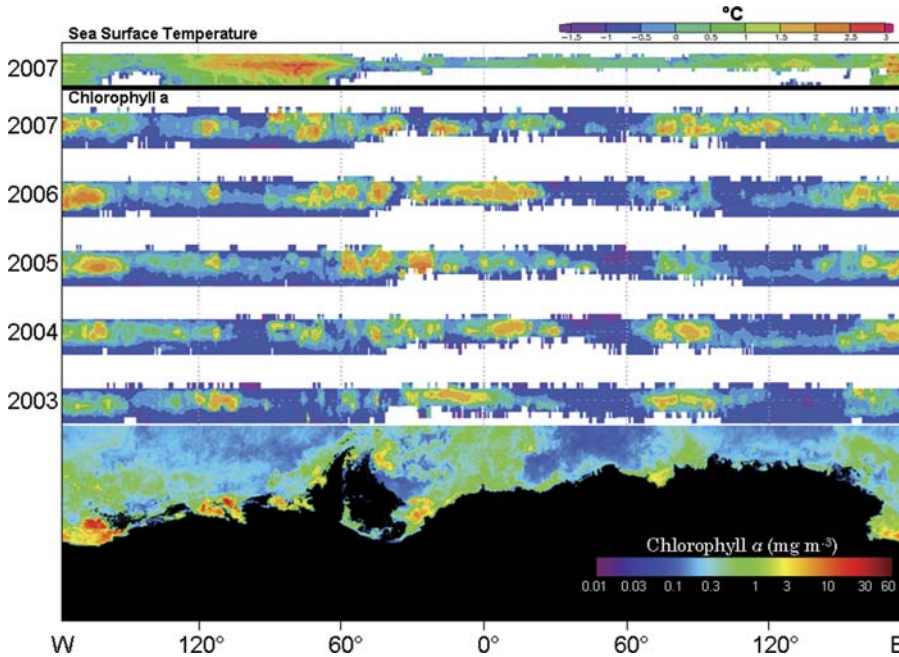 °C
Sea Surface Temperature
-1.5 -1 -0.5 0 0.5 1 1.5 2 2.5 3
2007
Chlorophyll a
2007
2006
2005
2004
2003
Chlorophyll a (mg m-3)
0.01 0.03 0.1 0.3 1 3 10 30 60
W 120° 60° 0° 60° 120° E